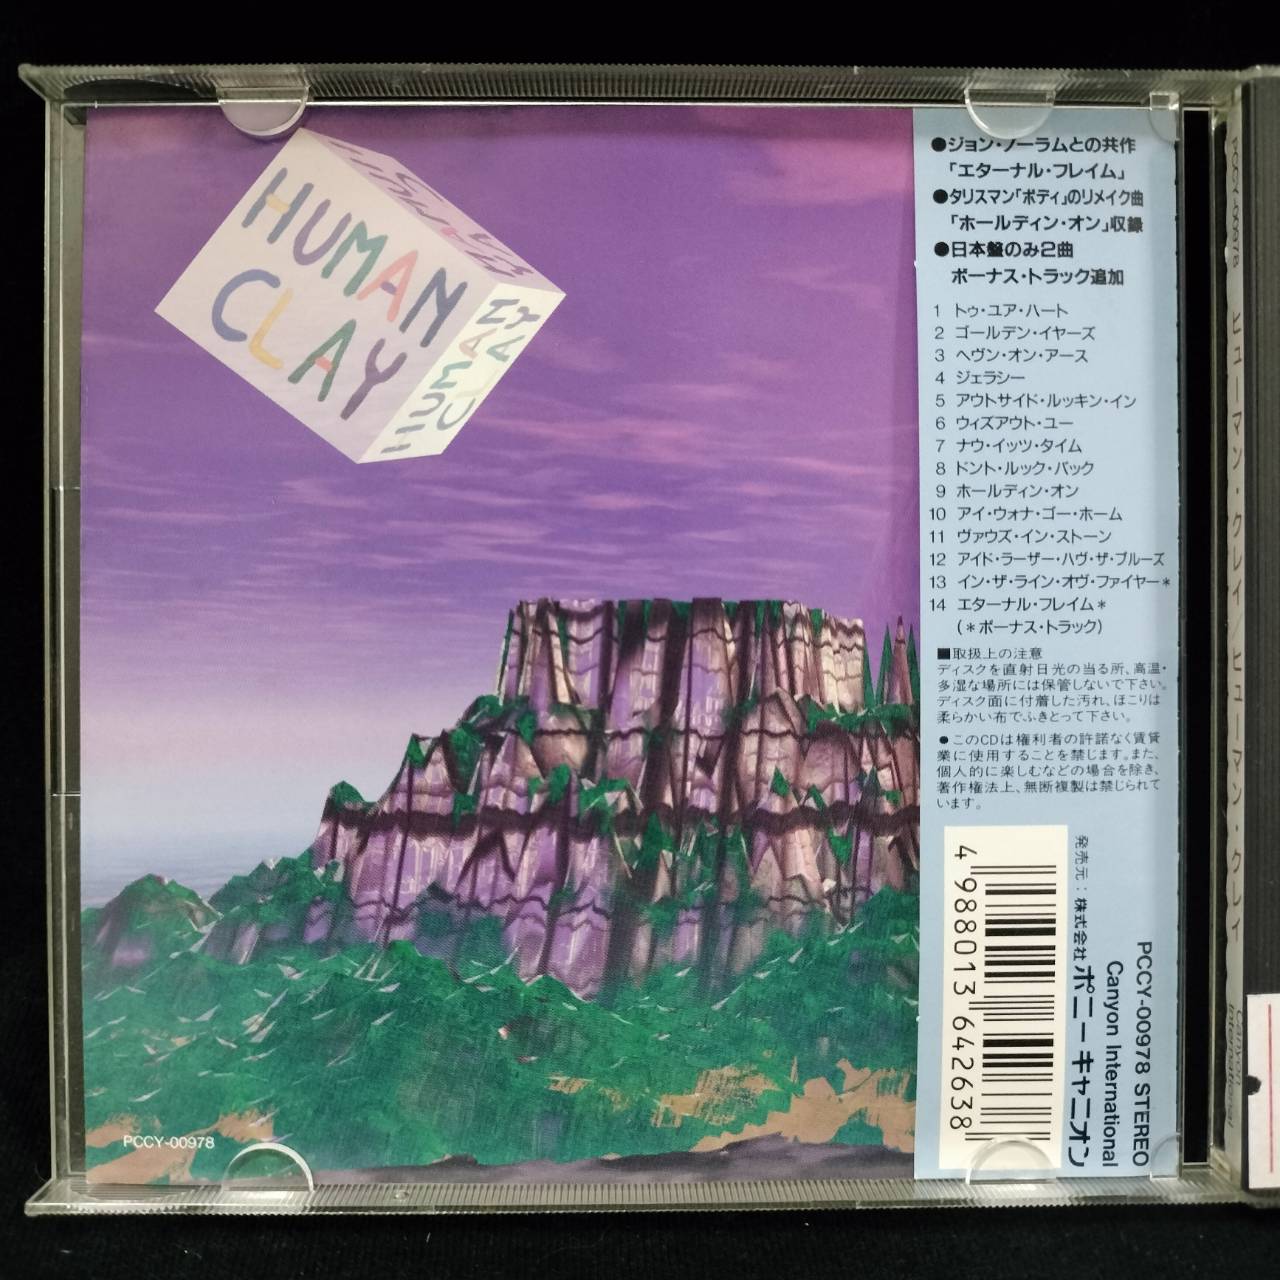 HUMAN
CLAY
HUMAN
CLAY
HUMAN
CLAY
PCCY-00978
●ジョン・ノーラムとの共作
「エターナル・フレイム」
●タリスマン「ボディ」のリメイク曲
「ホールディン・オン」収録
●日本盤のみ2曲
ボーナス・トラック追加
1 トゥ・ユア・ハート
2 ゴールデン・イヤーズ
3 ヘヴン・オン・アース
4 ジェラシー
5 アウトサイド・ルッキン・イン
6 ウィズアウト・ユー
7 ナウ・イッツ・タイム
8 ドント・ルック・バック
9 ホールディン・オン
10 アイ・ウォナ・ゴー・ホーム
11 ヴァウズ・イン・ストーン
12 アイド・ラーザー・ハヴ・ザ・ブルーズ
13 イン・ザ・ライン・オヴ・ファイヤー＊
14 エターナル・フレイム＊
(＊ボーナス・トラック)
■取扱上の注意
ディスクを直射日光の当る所、高温・
多湿な場所には保管しないで下さい。
ディスク面に付着した汚れ、ほこりは
柔らかい布でふきとって下さい。
●このCDは権利者の許諾なく賃貸
業に使用することを禁じます。また、
個人的に楽しむなどの場合を除き、
著作権法上、無断複製は禁じられて
います。
4 988013 642638
発売元：株式会社ポニーキャニオン
Canyon International
PCCY-00978 STEREO
PCCY-00978 ヒューマン・クレイ／ヒューマン・クレイ Canyon International